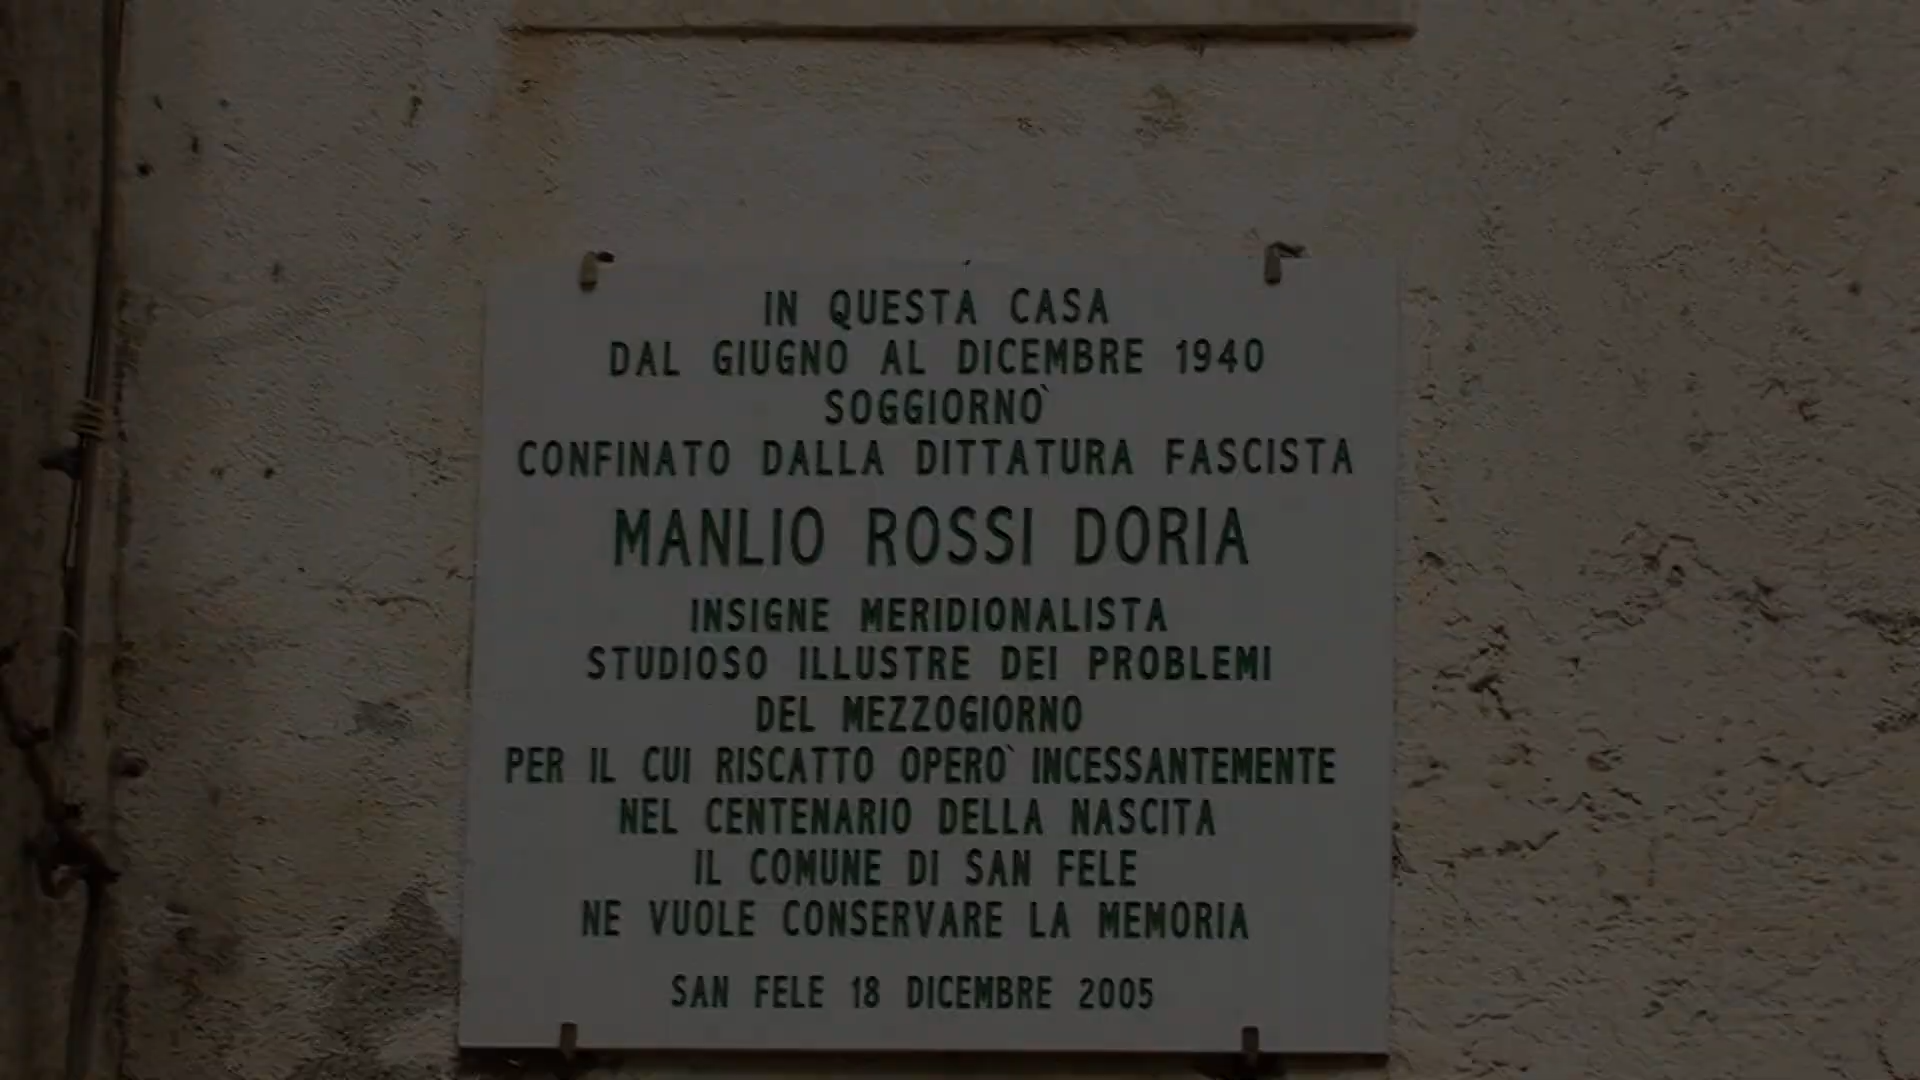 IN QUESTA CASA
DAL GIUGNO AL DICEMBRE 1940
SOGGIORNO`
CONFINATO DALLA DITTATURA FASCISTA
MANLIO ROSSI DORIA
INSIGNE MERIDIONALISTA
STUDIOSO ILLUSTRE DEI PROBLEMI
DEL MEZZOGIORNO
PER IL CUI RISCATTO OPERO` INCESSANTEMENTE
NEL CENTENARIO DELLA NASCITA
IL COMUNE DI SAN FELE
NE VUOLE CONSERVARE LA MEMORIA
SAN FELE 18 DICEMBRE 2005